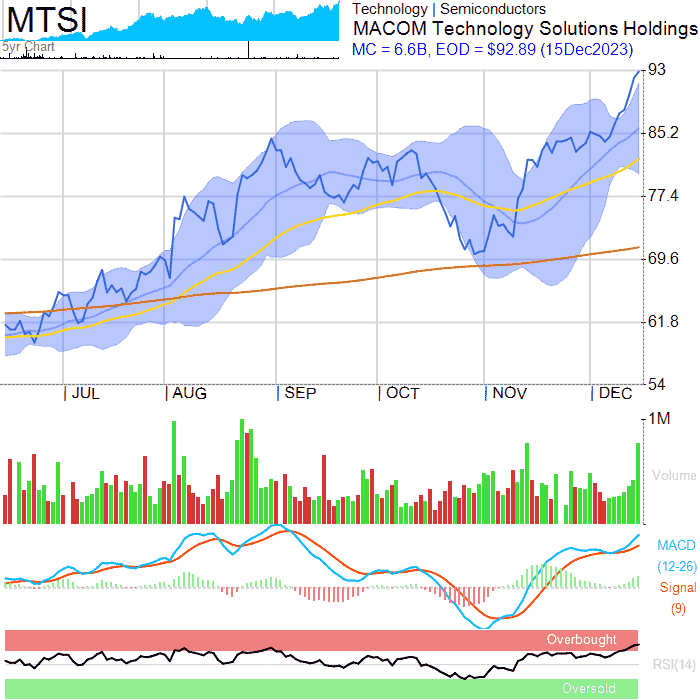 MTSI
5yr Chart
Technology | Semiconductors
MACOM Technology Solutions Holdings
MC = 6.6B, EOD = $92.89 (15Dec2023)
93
85.2
77.4
69.6
61.8
54
| JUL | AUG | SEP | OCT | NOV | DEC
1M
Volume
MACD
(12-26)
Signal
(9)
Overbought
RSI(14)
Oversold